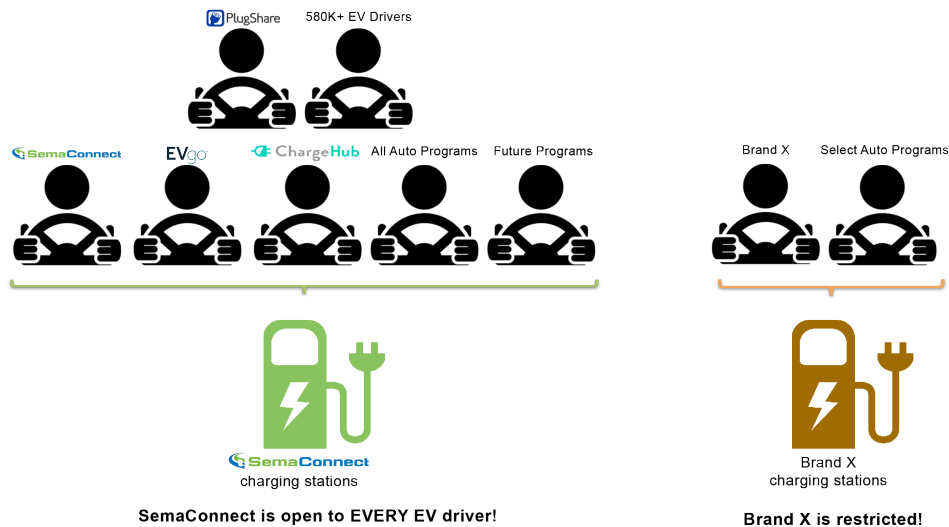 PlugShare
580K+ EV Drivers
SemaConnect
EVgo
ChargeHub
All Auto Programs
Future Programs
Brand X
Select Auto Programs
SemaConnect
charging stations
Brand X
charging stations
SemaConnect is open to EVERY EV driver!
Brand X is restricted!